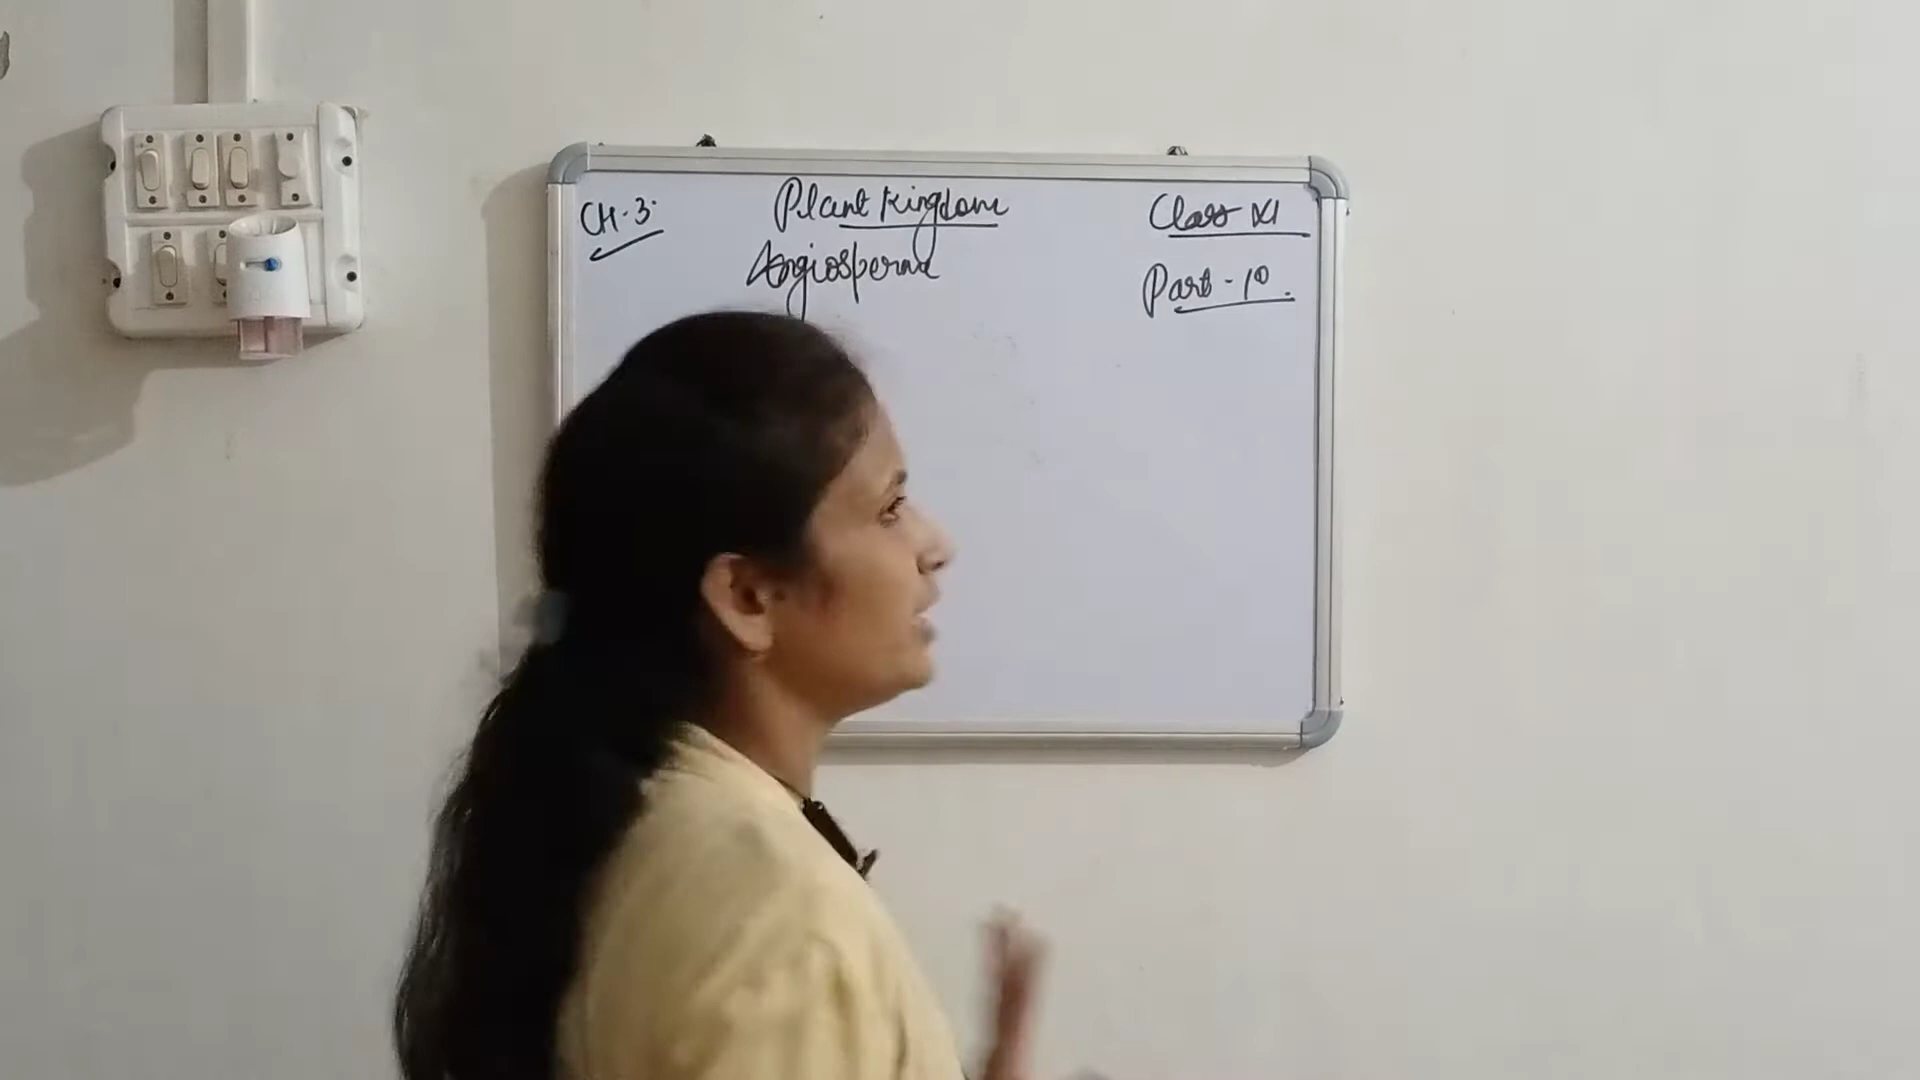 CH-3.
Plant Kingdom
Class XI
Angiosperm
Part-10.